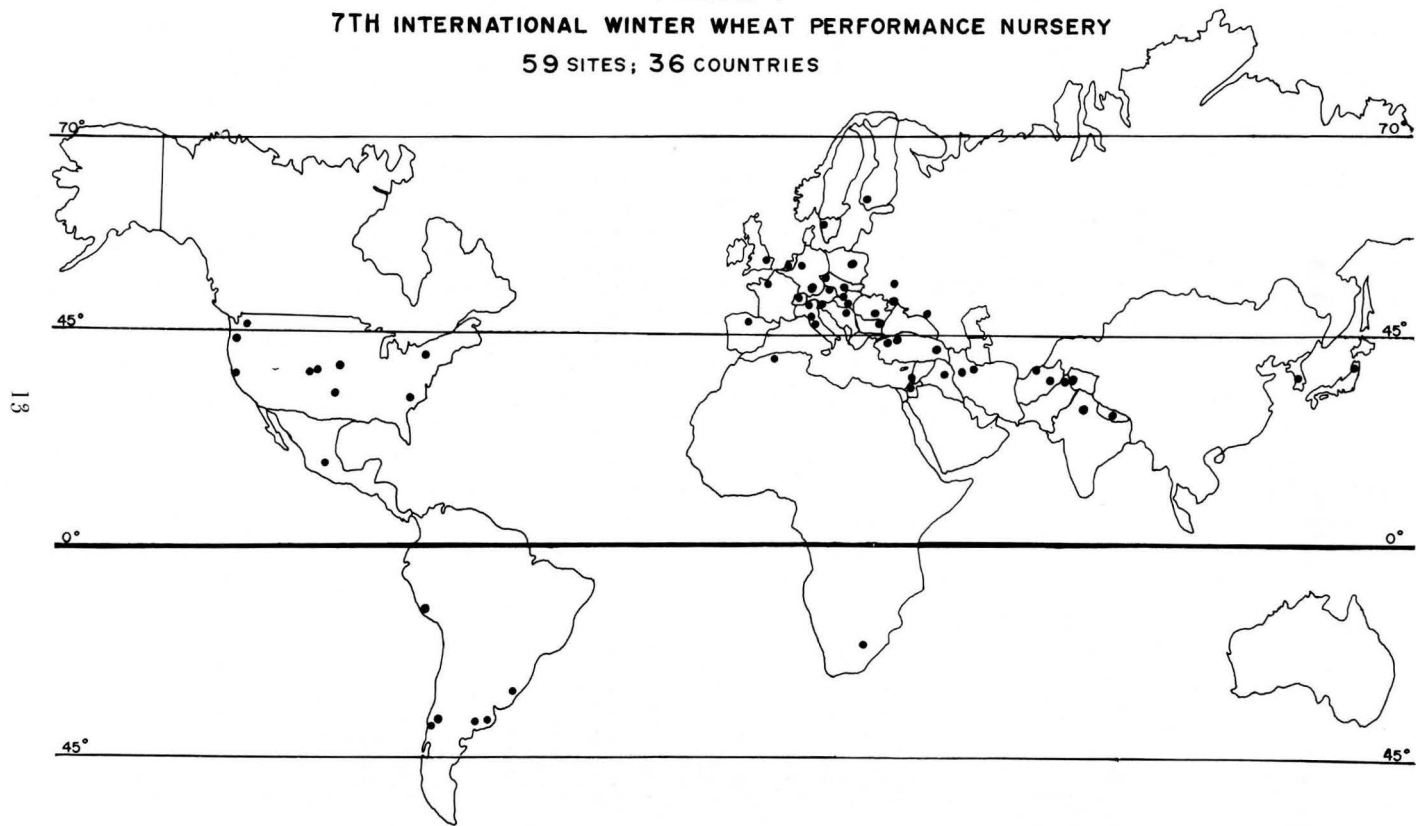 7TH INTERNATIONAL WINTER WHEAT PERFORMANCE NURSERY
59 SITES; 36 COUNTRIES
70° 70°
45° 45°
0° 0°
45° 45°
13